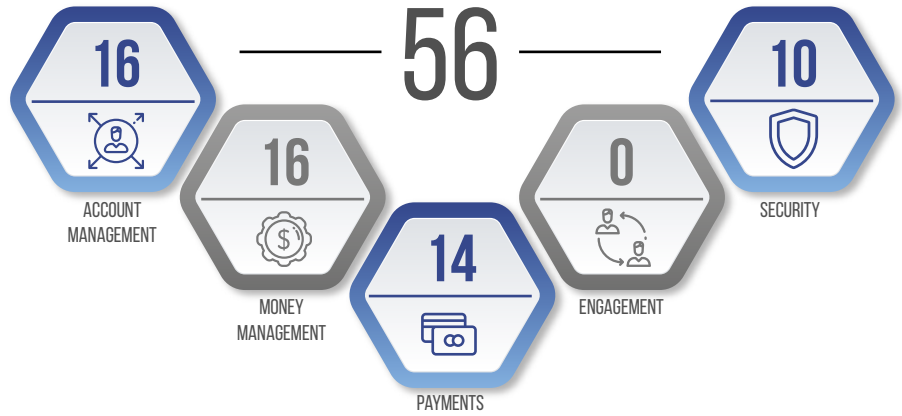 56
16
ACCOUNT
MANAGEMENT
16
$
MONEY
MANAGEMENT
14
PAYMENTS
0
ENGAGEMENT
10
SECURITY